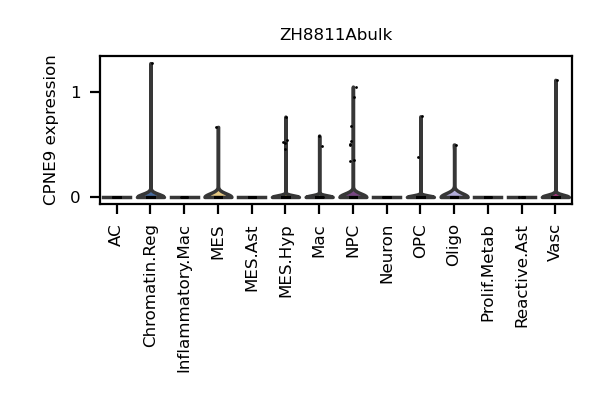 ZH8811Abulk
CPNE9 expression
1
0
AC
Chromatin.Reg
Inflammatory.Mac
MES
MES.Ast
MES.Hyp
Mac
NPC
Neuron
OPC
Oligo
Prolif.Metab
Reactive.Ast
Vasc